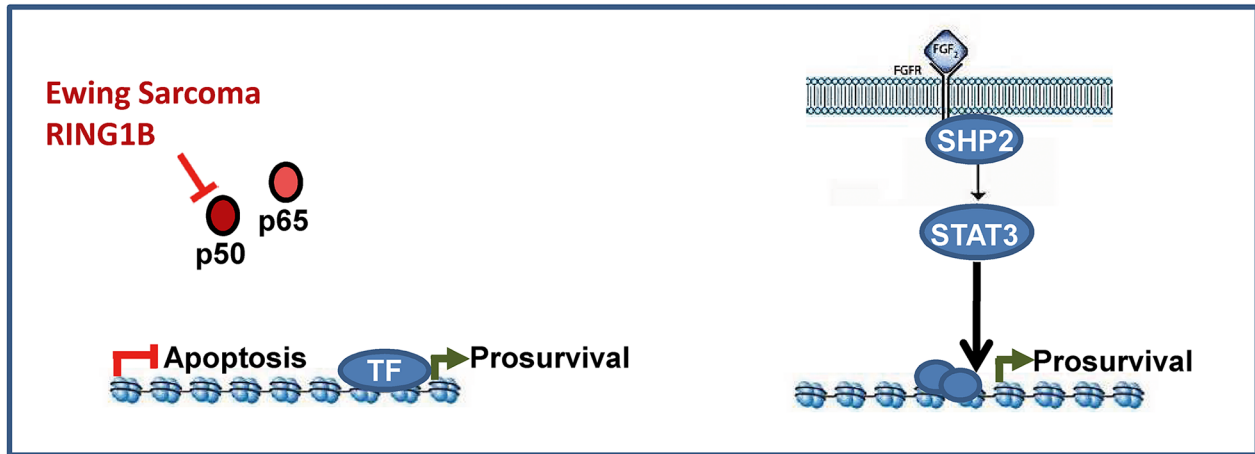 Ewing Sarcoma
RING1B
p65
p50
Apoptosis
TF
Prosurvival
FGF2
FGFR
SHP2
STAT3
Prosurvival